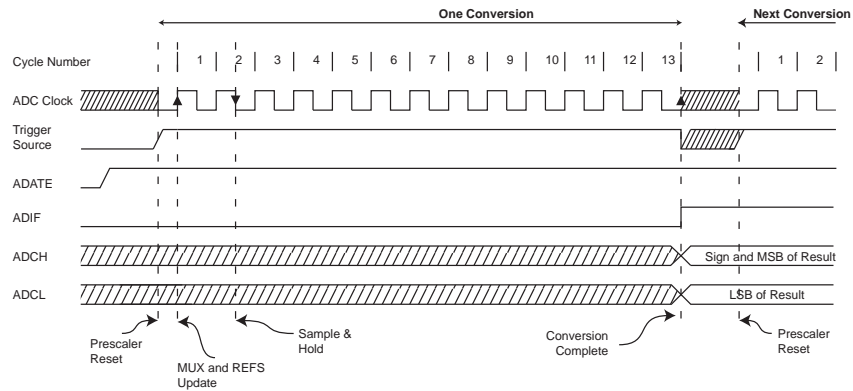 One Conversion Next Conversion
Cycle Number 1 2 3 4 5 6 7 8 9 10 11 12 13 1 2
ADC Clock
Trigger
Source
ADATE
ADIF
ADCH Sign and MSB of Result
ADCL LSB of Result
Prescaler
Reset
MUX and REFS
Update
Sample &
Hold
Conversion
Complete
Prescaler
Reset